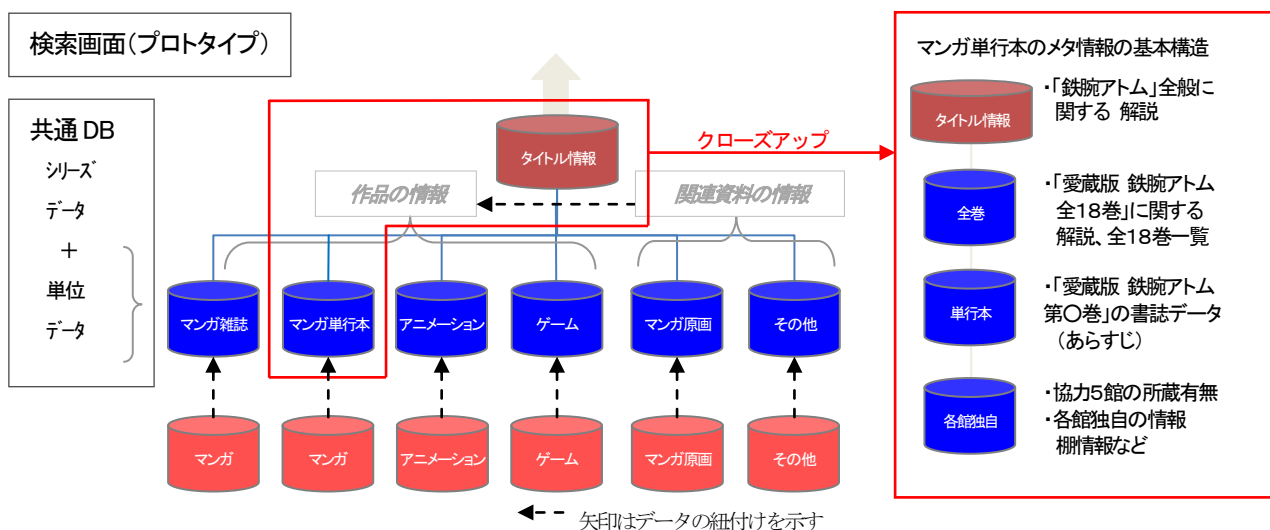 検索画面（プロトタイプ）
共通DB
シリーズ
データ
＋
単位
データ
タイトル情報
作品の情報
関連資料の情報
マンガ雑誌
マンガ単行本
アニメーション
ゲーム
マンガ原画
その他
マンガ
マンガ
アニメーション
ゲーム
マンガ原画
その他
矢印はデータの紐付けを示す
クローズアップ
マンガ単行本のメタ情報の基本構造
タイトル情報
・「鉄腕アトム」全般に
関する 解説
全巻
・「愛蔵版 鉄腕アトム
全18巻」に関する
解説、全18巻一覧
単行本
・「愛蔵版 鉄腕アトム
第〇巻」の書誌データ
（あらすじ）
各館独自
・協力5館の所蔵有無
・各館独自の情報
棚情報など